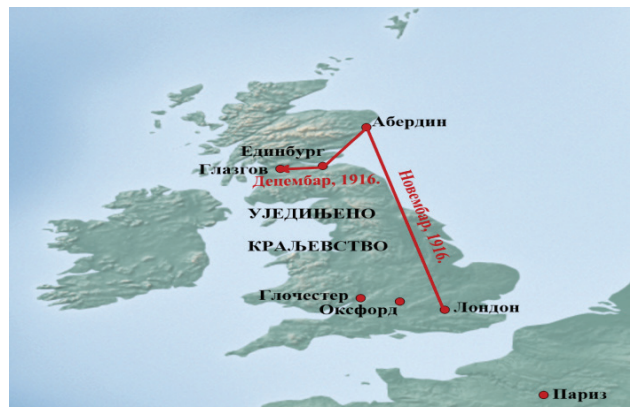 Абердин
Единбург
Глазгов
Децембар, 1916.
Новембар, 1916.
УЈЕДИЊЕНО
КРАЉЕВСТВО
Глочестер
Оксфорд
Лондон
Париз